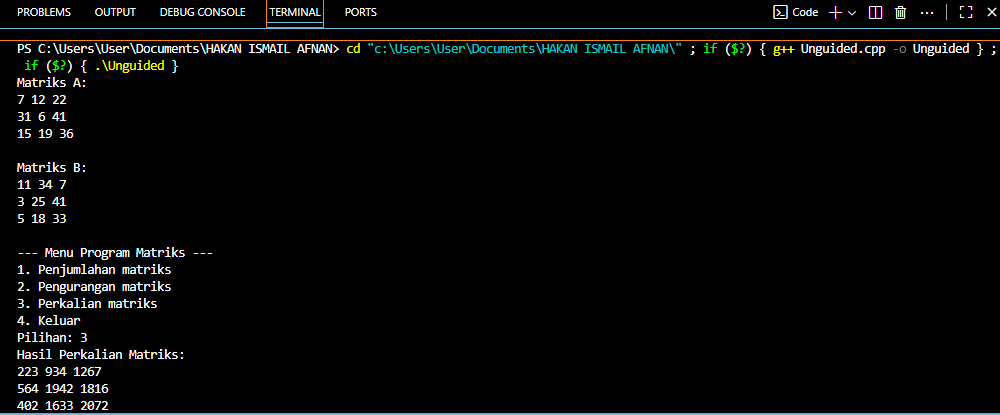 PROBLEMS OUTPUT DEBUG CONSOLE TERMINAL PORTS Code
PS C:\Users\User\Documents\HAKAN ISMAIL AFNAN> cd "c:\Users\User\Documents\HAKAN ISMAIL AFNAN\" ; if ($?) { g++ Unguided.cpp -o Unguided } ;
if ($?) { .\Unguided }
Matriks A:
7 12 22
31 6 41
15 19 36
Matriks B:
11 34 7
3 25 41
5 18 33
--- Menu Program Matriks ---
1. Penjumlahan matriks
2. Pengurangan matriks
3. Perkalian matriks
4. Keluar
Pilihan: 3
Hasil Perkalian Matriks:
223 934 1267
564 1942 1816
402 1633 2072